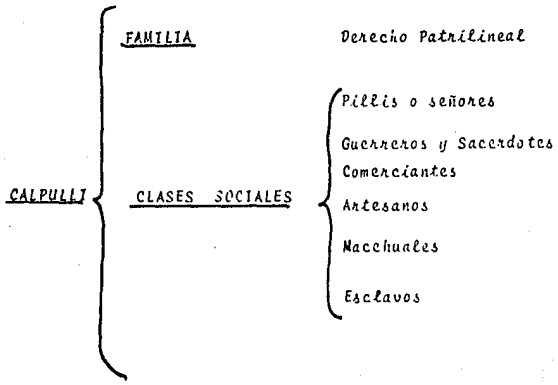 FAMILIA Derecho Patrilineal
Pillis o señores
Guerreros y Sacerdotes
Comerciantes
CALPULLI CLASES SOCIALES
Artesanos
Macehuales
Esclavos